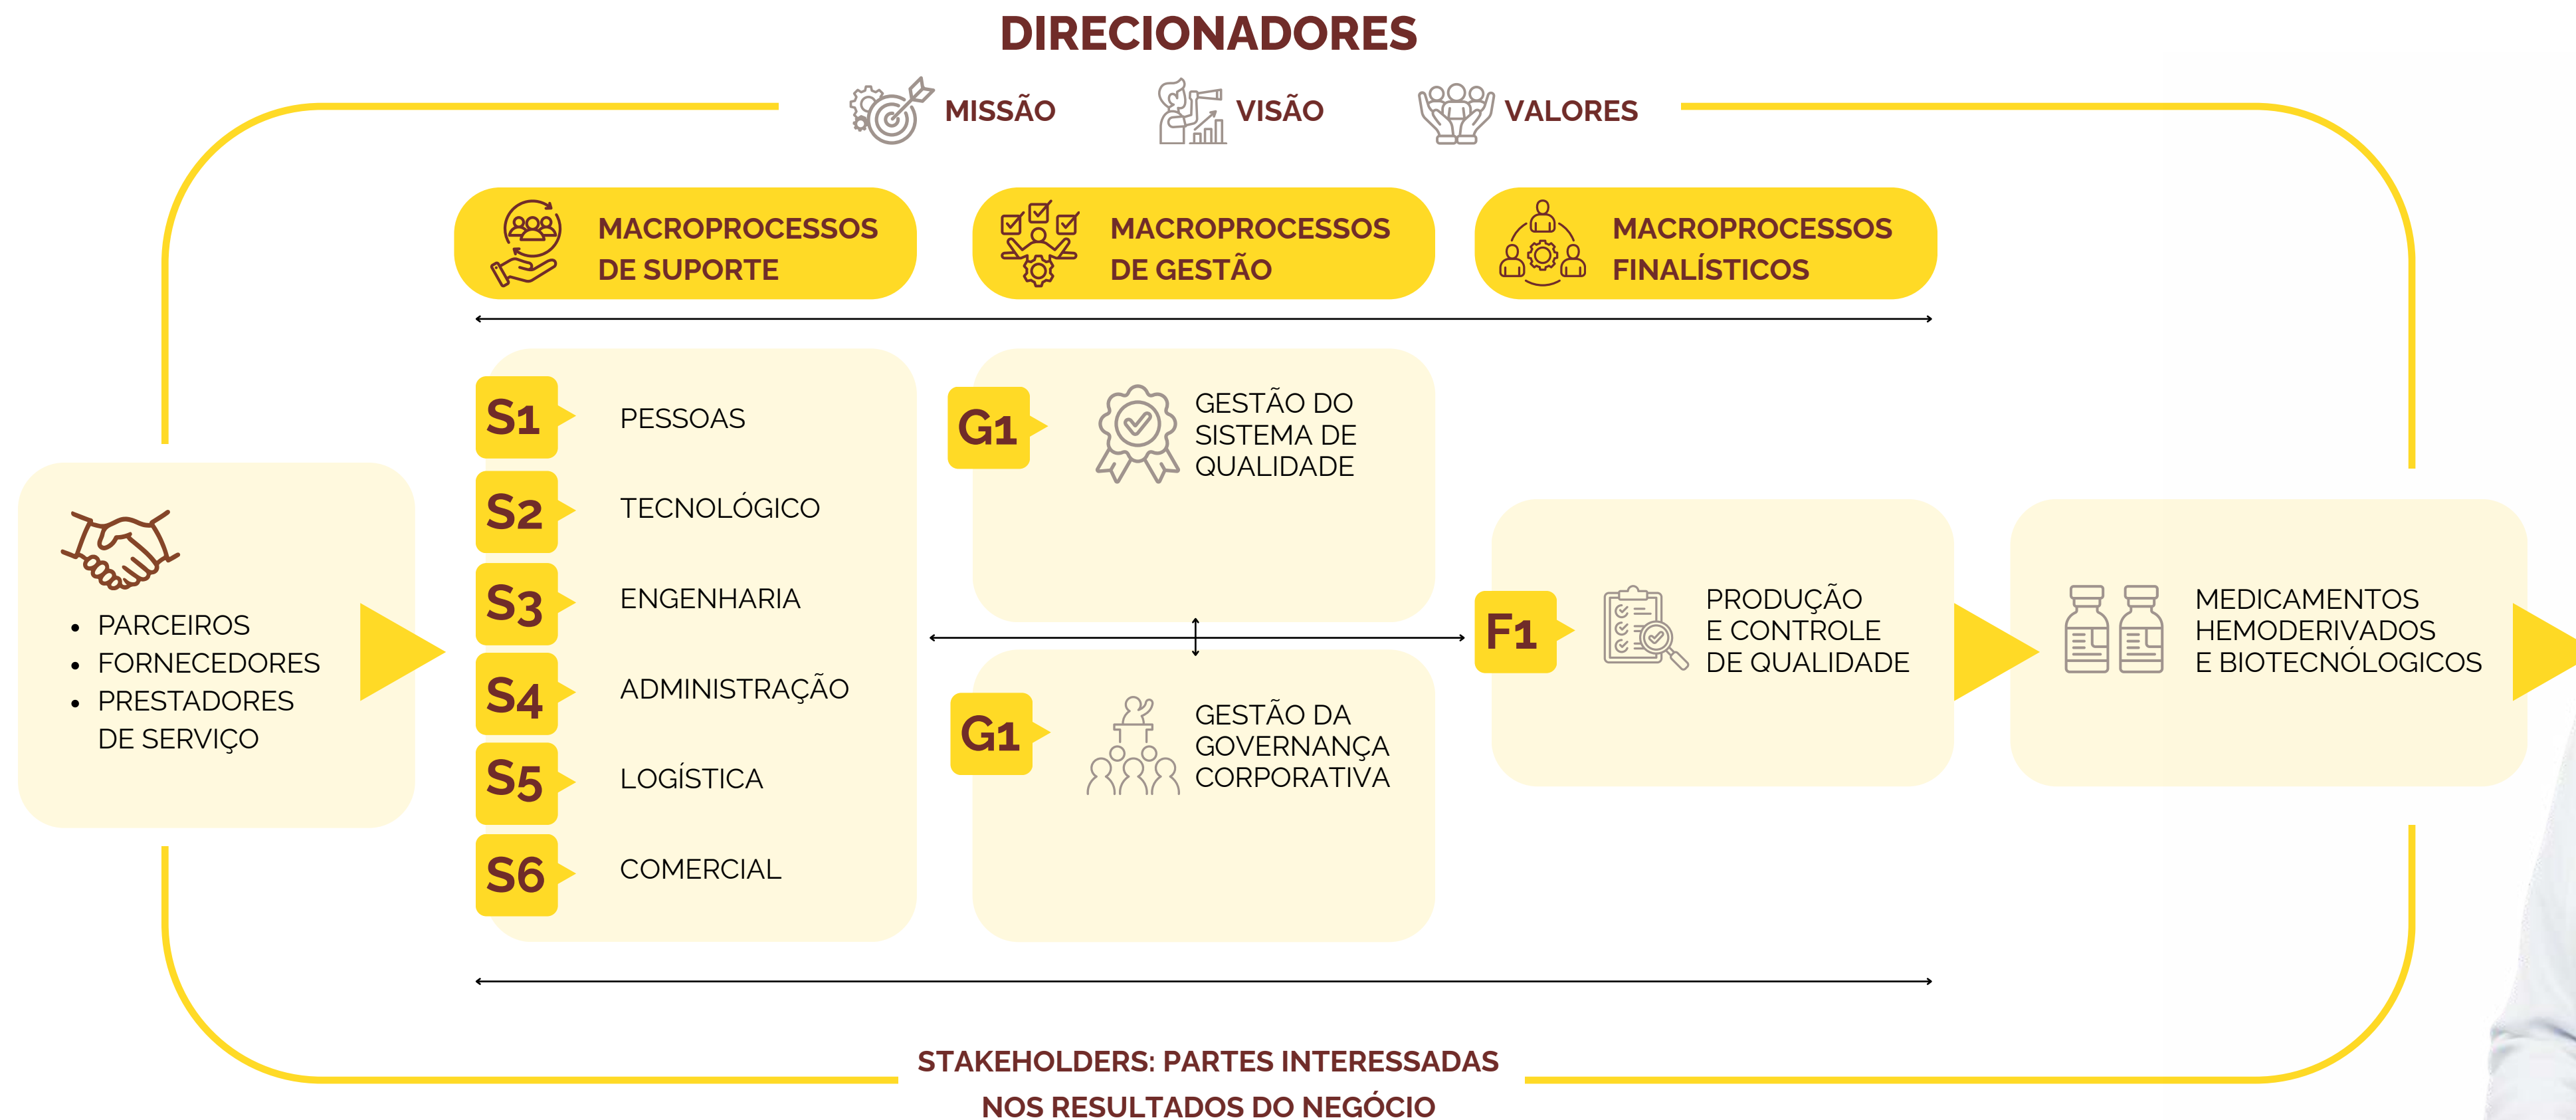 DIRECIONADORES
MISSÃO
VISÃO
VALORES
MACROPROCESSOS
DE SUPORTE
MACROPROCESSOS
DE GESTÃO
MACROPROCESSOS
FINALÍSTICOS
• PARCEIROS
• FORNECEDORES
• PRESTADORES
DE SERVIÇO
S1
PESSOAS
S2
TECNOLÓGICO
S3
ENGENHARIA
S4
ADMINISTRAÇÃO
S5
LOGÍSTICA
S6
COMERCIAL
G1
GESTÃO DO
SISTEMA DE
QUALIDADE
G1
GESTÃO DA
GOVERNANÇA
CORPORATIVA
F1
PRODUÇÃO
E CONTROLE
DE QUALIDADE
MEDICAMENTOS
HEMODERIVADOS
E BIOTECNÓLOGICOS
STAKEHOLDERS: PARTES INTERESSADAS
NOS RESULTADOS DO NEGÓCIO